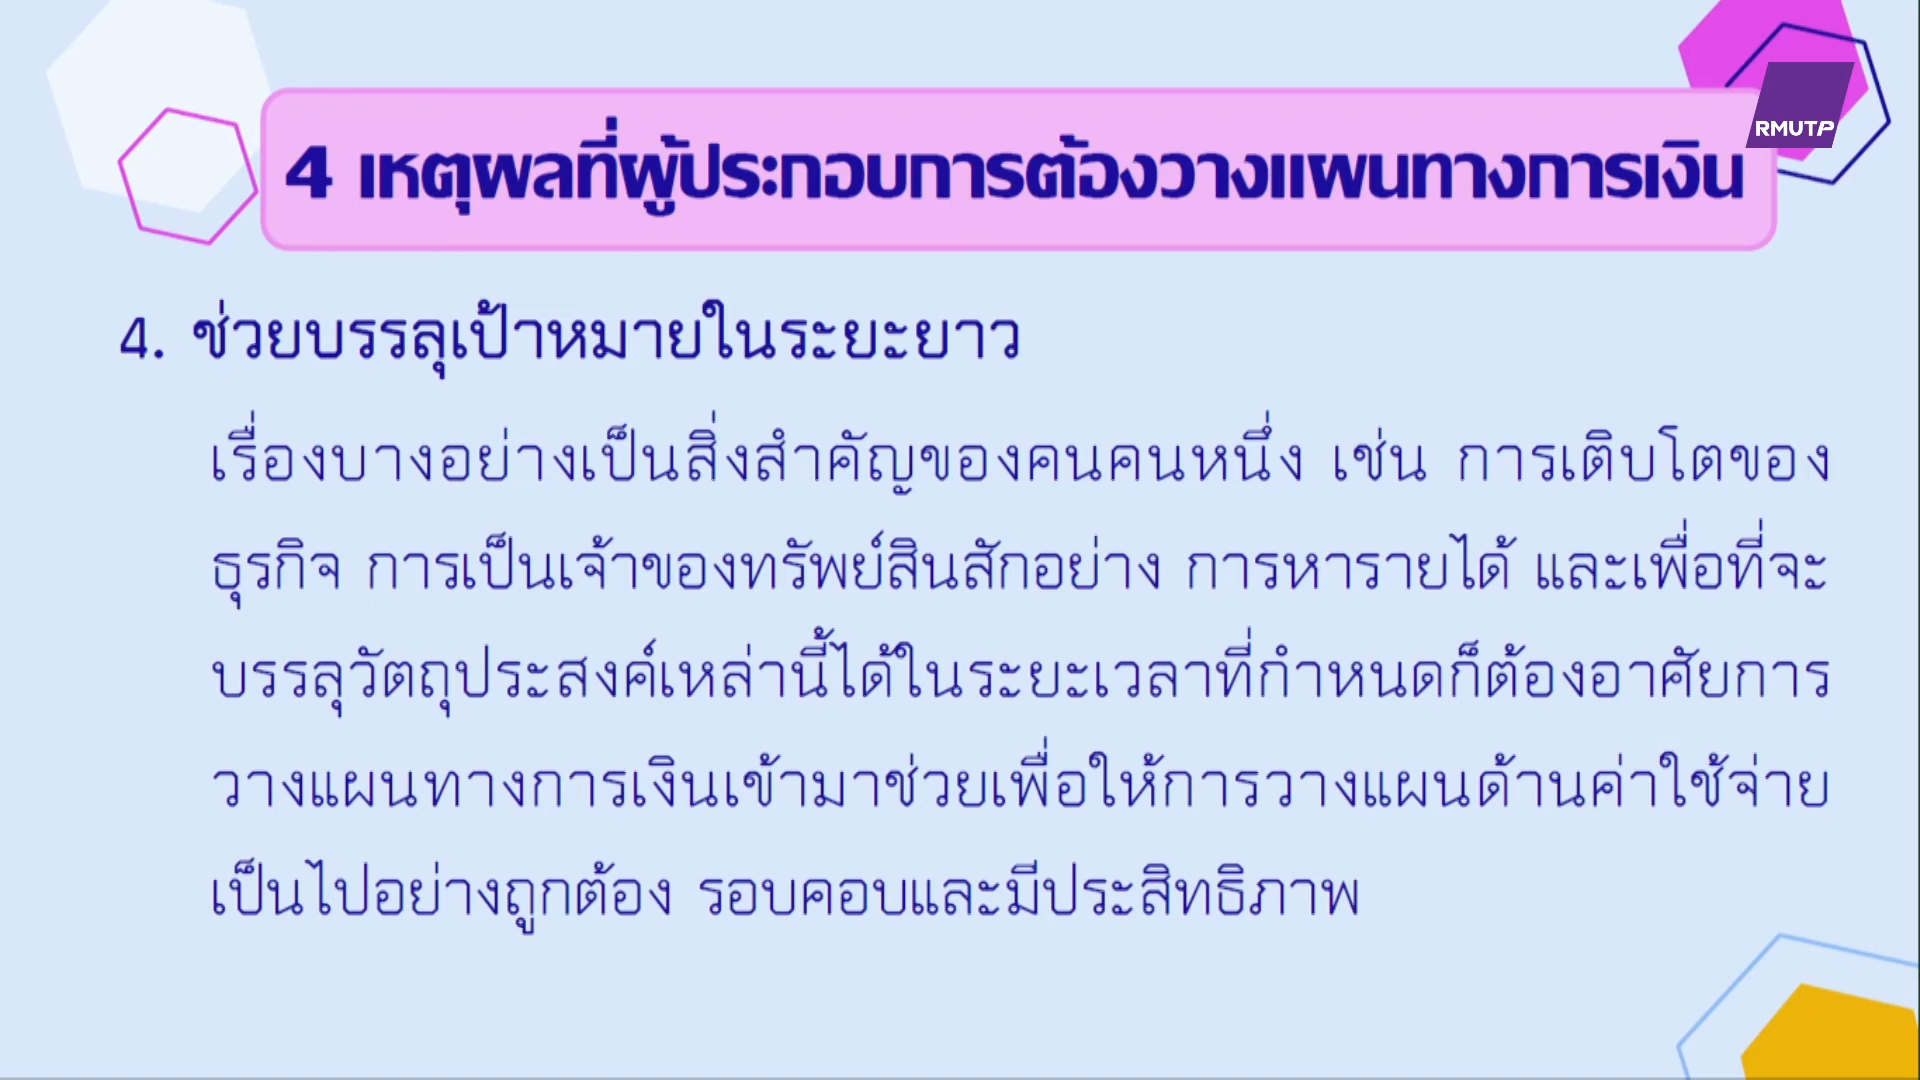 RMUTP
4 เหตุผลที่ผู้ประกอบการต้องวางแผนทางการเงิน
4. ช่วยบรรลุเป้าหมายในระยะยาว
เรื่องบางอย่างเป็นสิ่งสำคัญของคนคนหนึ่ง เช่น การเติบโตของ
ธุรกิจ การเป็นเจ้าของทรัพย์สินสักอย่าง การหารายได้ และเพื่อที่จะ
บรรลุวัตถุประสงค์เหล่านี้ได้ในระยะเวลาที่กำหนดก็ต้องอาศัยการ
วางแผนทางการเงินเข้ามาช่วยเพื่อให้การวางแผนด้านค่าใช้จ่าย
เป็นไปอย่างถูกต้อง รอบคอบและมีประสิทธิภาพ